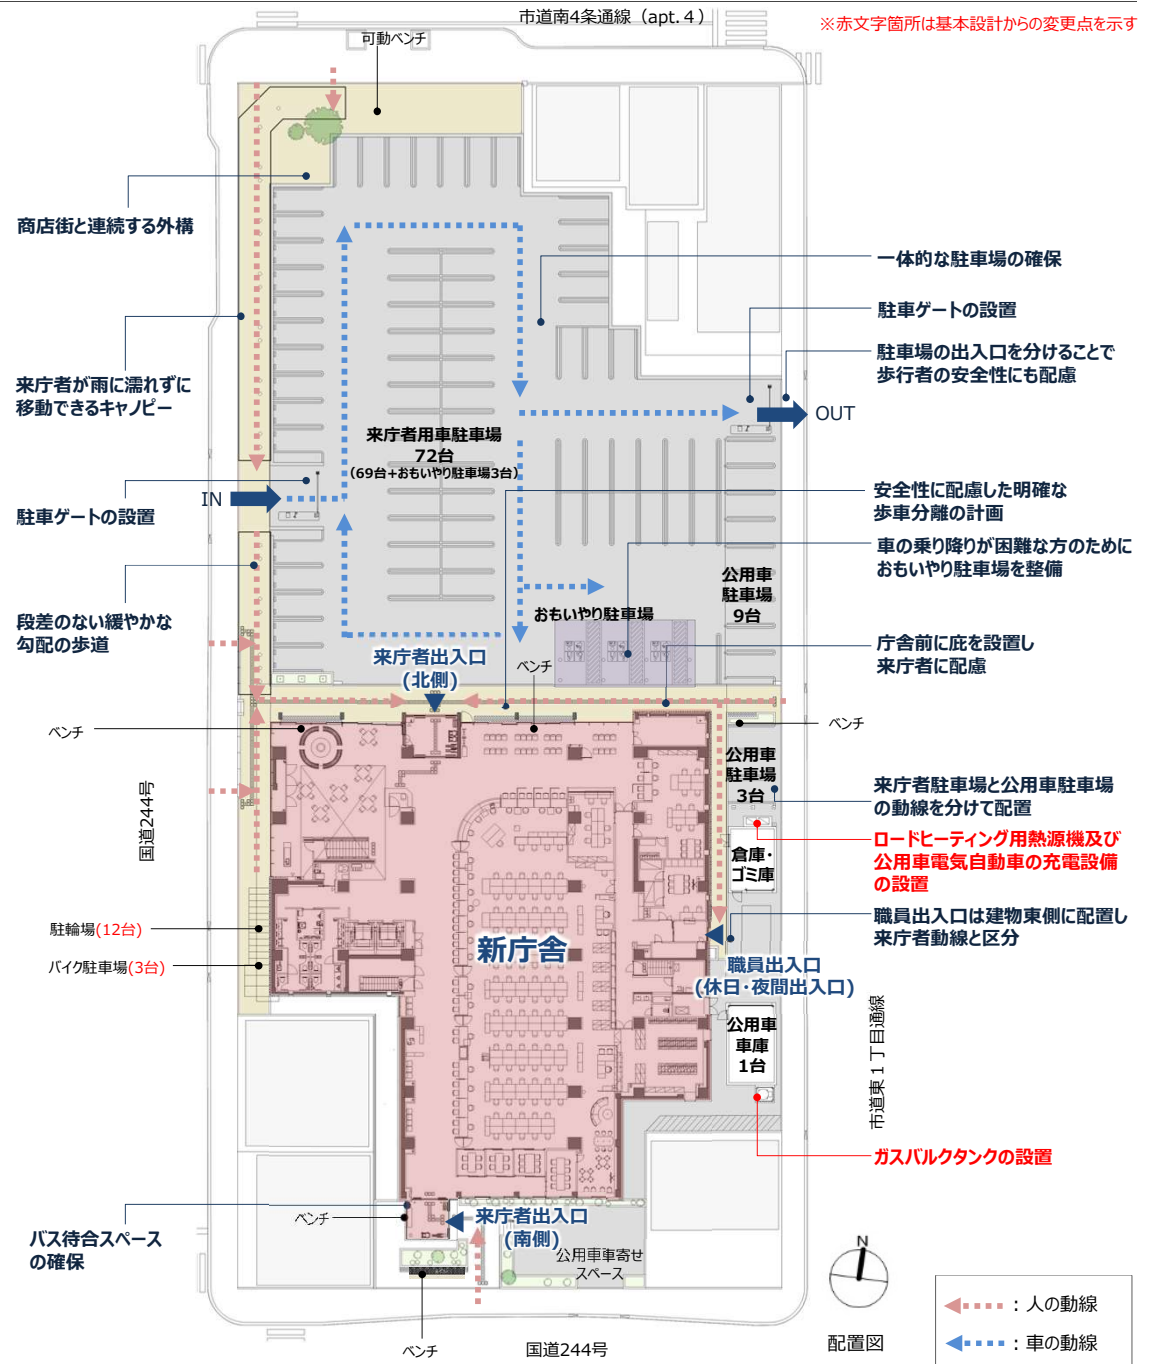 市道南4条通線（apt.４）
※赤文字箇所は基本設計からの変更点を示す
可動ベンチ
商店街と連続する外構
一体的な駐車場の確保
駐車ゲートの設置
駐車場の出入口を分けることで
歩行者の安全性にも配慮
OUT
来庁者が雨に濡れずに
移動できるキャノピー
来庁者用車駐車場
72台
（69台+おもいやり駐車場3台）
IN
駐車ゲートの設置
安全性に配慮した明確な
歩車分離の計画
車の乗り降りが困難な方のために
おもいやり駐車場を整備
公用車
駐車場
9台
おもいやり駐車場
段差のない緩やかな
勾配の歩道
庁舎前に庇を設置し
来庁者に配慮
来庁者出入口
(北側)
ベンチ
ベンチ
ベンチ
公用車
駐車場
3台
来庁者駐車場と公用車駐車場
の動線を分けて配置
国道244号
ロードヒーティング用熱源機及び
公用車電気自動車の充電設備
の設置
倉庫・
ゴミ庫
職員出入口は建物東側に配置し
来庁者動線と区分
駐輪場(12台)
バイク駐車場(3台)
新庁舎
職員出入口
(休日・夜間出入口)
公用車
車庫
1台
市道東１丁目通線
ガスバルクタンクの設置
バス待合スペース
の確保
ベンチ
来庁者出入口
(南側)
公用車車寄せ
スペース
N
配置図
：人の動線
：車の動線
ベンチ
国道244号